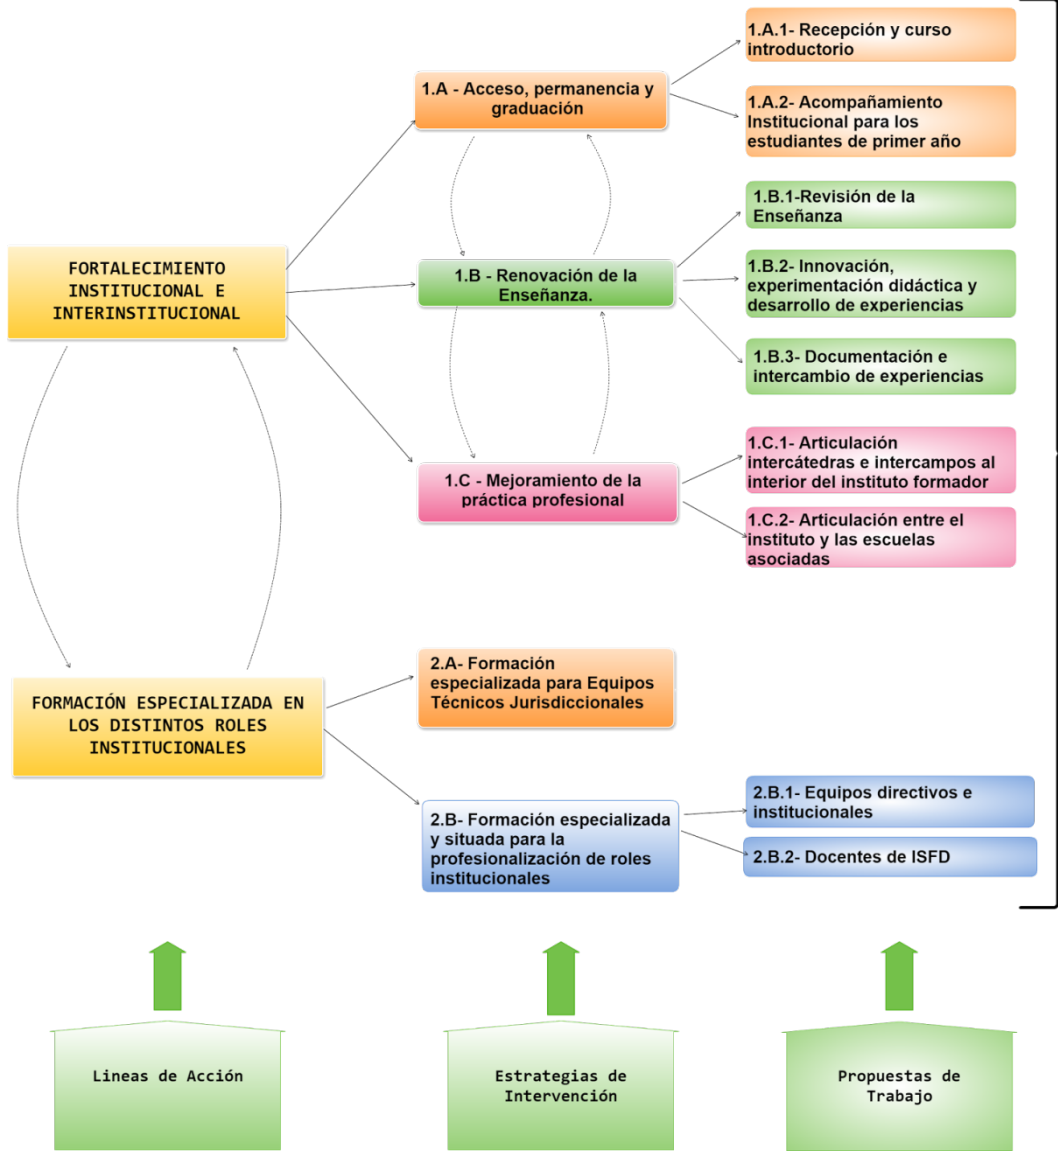 1.A.1- Recepción y curso
introductorio
1.A - Acceso, permanencia y
graduación
1.A.2- Acompañamiento
Institucional para los
estudiantes de primer año
1.B.1-Revisión de la
Enseñanza
FORTALECIMIENTO
INSTITUCIONAL E
INTERINSTITUCIONAL
1.B - Renovación de la
Enseñanza.
1.B.2- Innovación,
experimentación didáctica y
desarrollo de experiencias
1.B.3- Documentación e
intercambio de experiencias
1.C - Mejoramiento de la
práctica profesional
1.C.1- Articulación
intercátedras e intercampos al
interior del instituto formador
1.C.2- Articulación entre el
instituto y las escuelas
asociadas
FORMACIÓN ESPECIALIZADA EN
LOS DISTINTOS ROLES
INSTITUCIONALES
2.A- Formación
especializada para Equipos
Técnicos Jurisdiccionales
2.B- Formación especializada
y situada para la
profesionalización de roles
institucionales
2.B.1- Equipos directivos e
institucionales
2.B.2- Docentes de ISFD
Lineas de Acción
Estrategias de
Intervención
Propuestas de
Trabajo